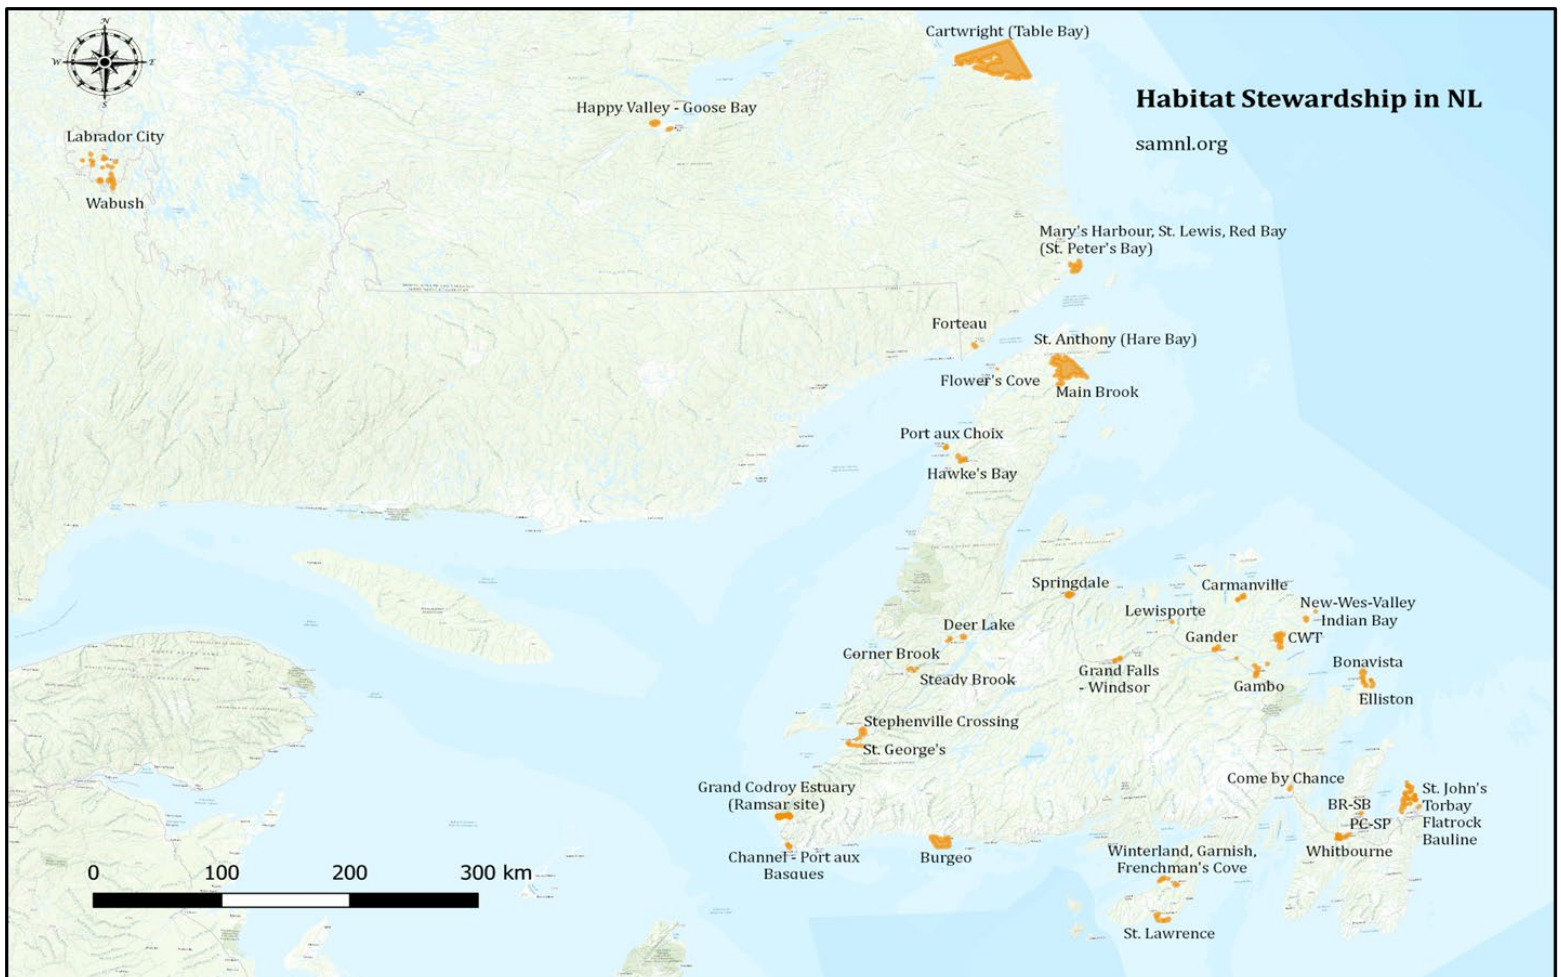 N
W
E
S
Cartwright (Table Bay)
Habitat Stewardship in NL
samnl.org
Happy Valley - Goose Bay
Labrador City
Wabush
Mary's Harbour, St. Lewis, Red Bay
(St. Peter's Bay)
Forteau
St. Anthony (Hare Bay)
Flower's Cove
Main Brook
Port aux Choix
Hawke's Bay
Springdale
Carmanville
Lewisporte
New-Wes-Valley
Indian Bay
Deer Lake
Gander
CWT
Corner Brook
Steady Brook
Grand Falls
- Windsor
Gambo
Bonavista
Elliston
Stephenville Crossing
St. George's
Come by Chance
Grand Codroy Estuary
(Ramsar site)
BR-SB
PC-SP
St. John's
Torbay
Flatrock
Bauline
Whitbourne
Channel - Port aux
Basques
Burgeo
Winterland, Garnish,
Frenchman's Cove
St. Lawrence
0 100 200 300 km